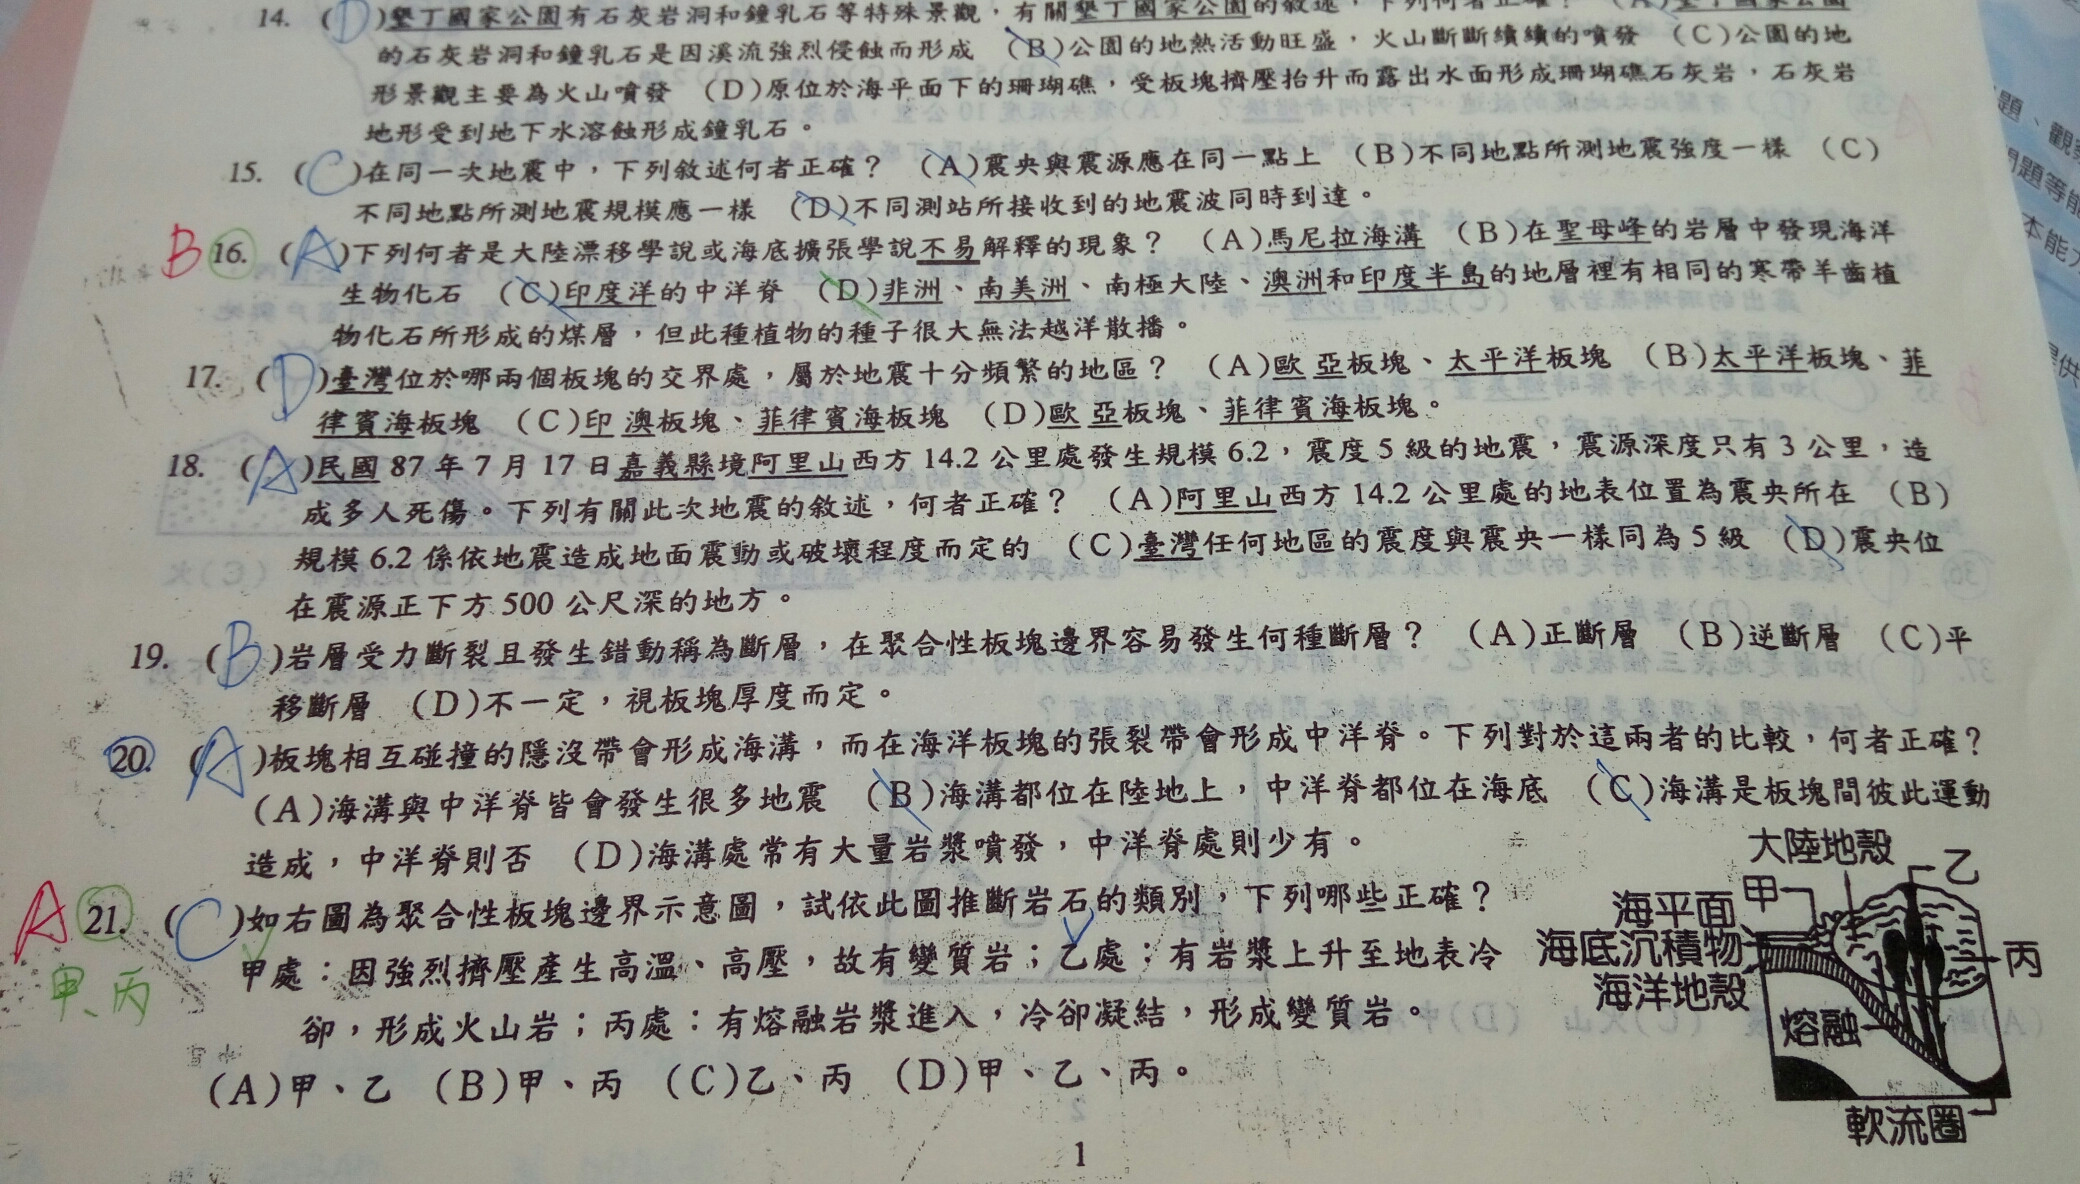 14. (D)墾丁國家公園有石灰岩洞和鐘乳石等特殊景觀，有關墾丁國家公園的敘述，下列何者正確？ (A)墾丁國家公園
的石灰岩洞和鐘乳石是因溪流強烈侵蝕而形成 (B)公園的地熱活動旺盛，火山斷斷續續的噴發 (C)公園的地
形景觀主要為火山噴發 (D)原位於海平面下的珊瑚礁，受板塊擠壓抬升而露出水面形成珊瑚礁石灰岩，石灰岩
地形受到地下水溶蝕形成鐘乳石。
15. (C)在同一次地震中，下列敘述何者正確？ (A)震央與震源應在同一點上 (B)不同地點所測地震強度一樣 (C)
不同地點所測地震規模應一樣 (D)不同測站所接收到的地震波同時到達。
B 16. (A)下列何者是大陸漂移學說或海底擴張學說不易解釋的現象？ (A)馬尼拉海溝 (B)在聖母峰的岩層中發現海洋
生物化石 (C)印度洋的中洋脊 (D)非洲、南美洲、南極大陸、澳洲和印度半島的地層裡有相同的寒帶羊齒植
物化石所形成的煤層，但此種植物的種子很大無法越洋散播。
17. (D)臺灣位於哪兩個板塊的交界處，屬於地震十分頻繁的地區？ (A)歐亞板塊、太平洋板塊 (B)太平洋板塊、菲
律賓海板塊 (C)印澳板塊、菲律賓海板塊 (D)歐亞板塊、菲律賓海板塊。
18. (A)民國87年7月17日嘉義縣境阿里山西方14.2公里處發生規模6.2，震度5級的地震，震源深度只有3公里，造
成多人死傷。下列有關此次地震的敘述，何者正確？ (A)阿里山西方14.2公里處的地表位置為震央所在 (B)
規模6.2係依地震造成地面震動或破壞程度而定的 (C)臺灣任何地區的震度與震央一樣同為5級 (D)震央位
在震源正下方500公尺深的地方。
19. (B)岩層受力斷裂且發生錯動稱為斷層，在聚合性板塊邊界容易發生何種斷層？ (A)正斷層 (B)逆斷層 (C)平
移斷層 (D)不一定，視板塊厚度而定。
20. (A)板塊相互碰撞的隱沒帶會形成海溝，而在海洋板塊的張裂帶會形成中洋脊。下列對於這兩者的比較，何者正確？
(A)海溝與中洋脊皆會發生很多地震 (B)海溝都位在陸地上，中洋脊都位在海底 (C)海溝是板塊間彼此運動
造成，中洋脊則否 (D)海溝處常有大量岩漿噴發，中洋脊處則少有。
A 21. (C)如右圖為聚合性板塊邊界示意圖，試依此圖推斷岩石的類別，下列哪些正確？
甲、丙
甲處：因強烈擠壓產生高溫、高壓，故有變質岩；乙處：有岩漿上升至地表冷
卻，形成火山岩；丙處：有熔融岩漿進入，冷卻凝結，形成變質岩。
(A)甲、乙 (B)甲、丙 (C)乙、丙 (D)甲、乙、丙。
大陸地殼
乙
甲
海平面
海底沉積物
丙
海洋地殼
熔融
軟流圈
1